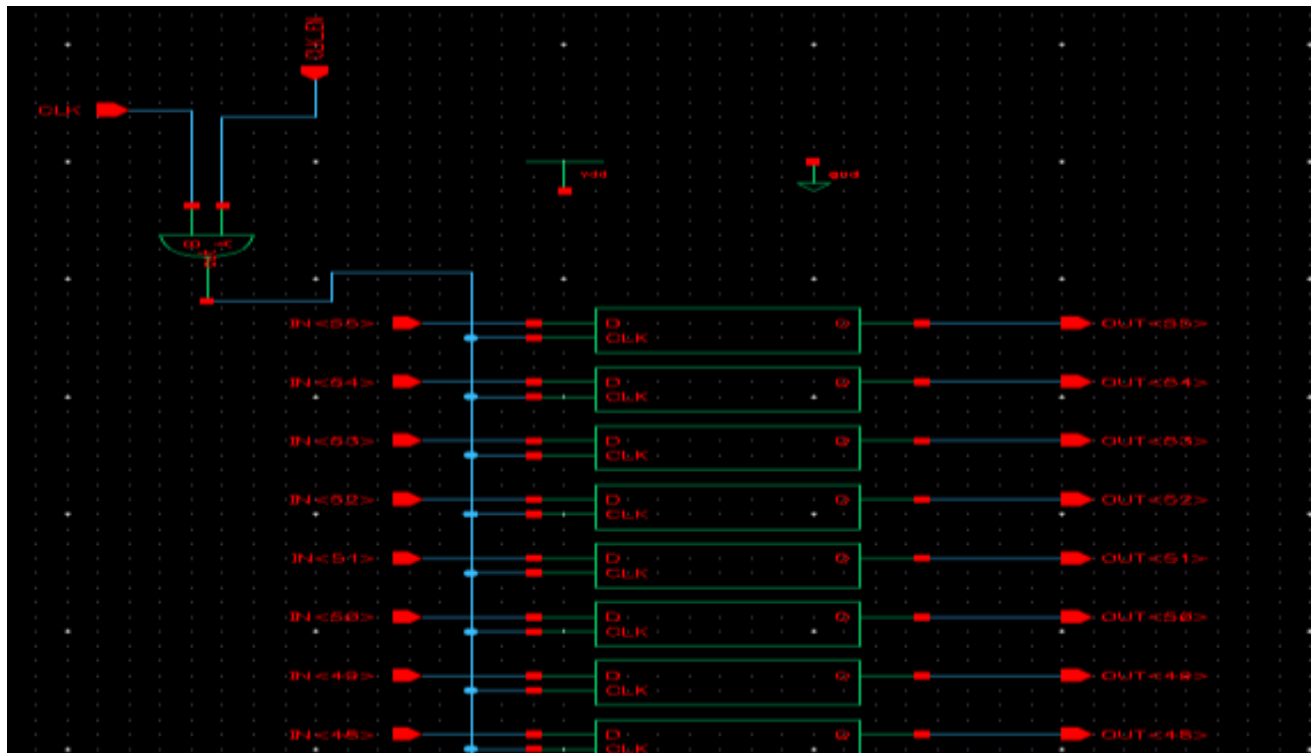 CLK_EN
CLK
vdd
gnd
B A
IN<55> D Q OUT<55>
CLK
IN<54> D Q OUT<54>
CLK
IN<53> D Q OUT<53>
CLK
IN<52> D Q OUT<52>
CLK
IN<51> D Q OUT<51>
CLK
IN<50> D Q OUT<50>
CLK
IN<49> D Q OUT<49>
CLK
IN<48> D Q OUT<48>
CLK